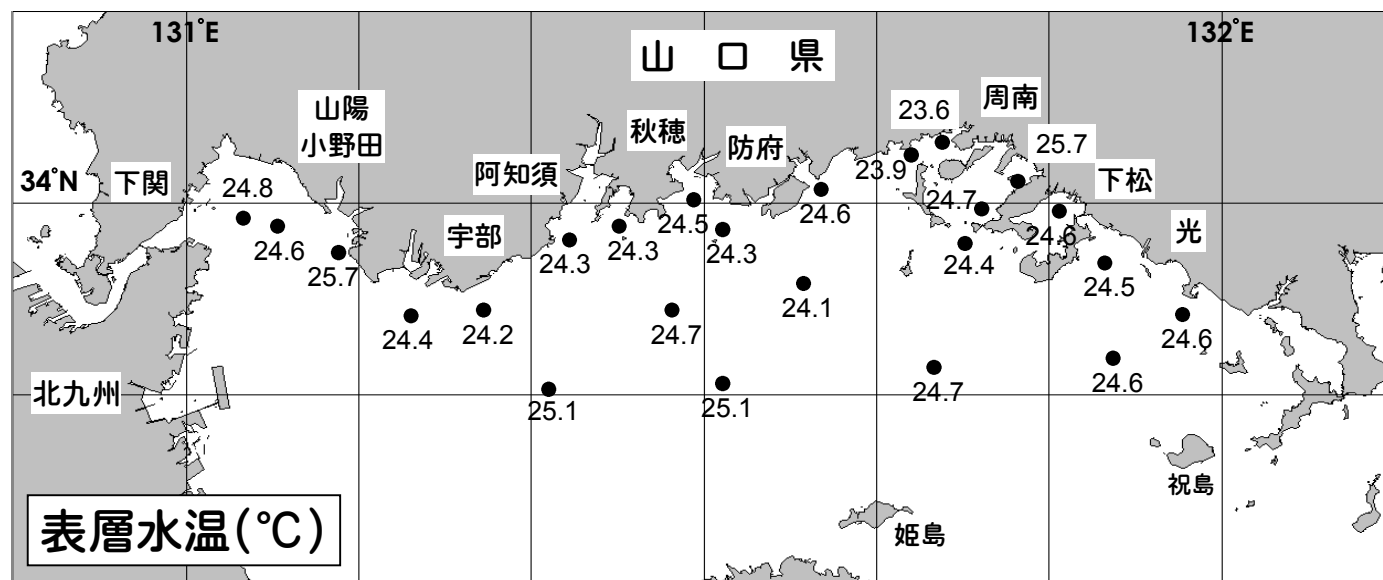 131°E
132°E
山 口 県
山陽
小野田
秋穂
防府
23.6
周南
25.7
34°N
下関
24.8
阿知須
23.9
下松
24.7
24.6
宇部
24.5
24.6
24.6
光
25.7
24.3
24.3
24.3
24.4
24.5
24.4
24.2
24.7
24.1
24.6
北九州
25.1
25.1
24.7
24.6
祝島
表層水温(℃)
姫島